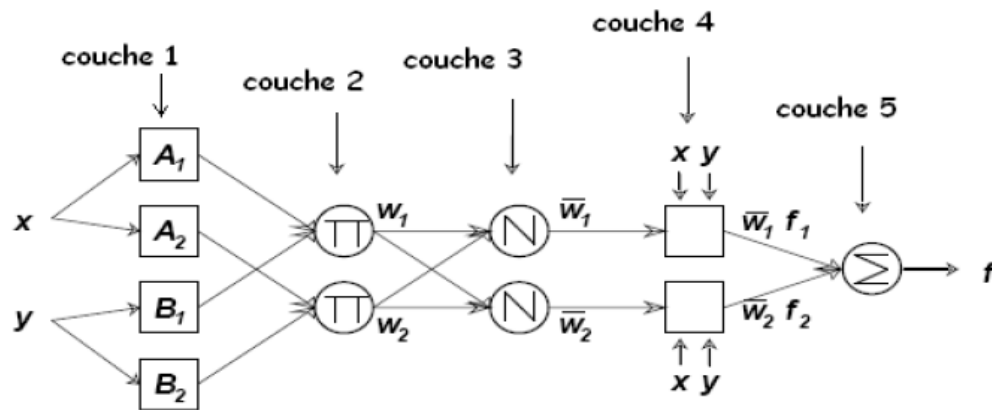 couche 1
couche 2
couche 3
couche 4
couche 5
x
y
A₁
A₂
B₁
B₂
Π
Π
w₁
w₂
N
N
w̅₁
w̅₂
x y
x y
w̅₁ f₁
w̅₂ f₂
Σ
f